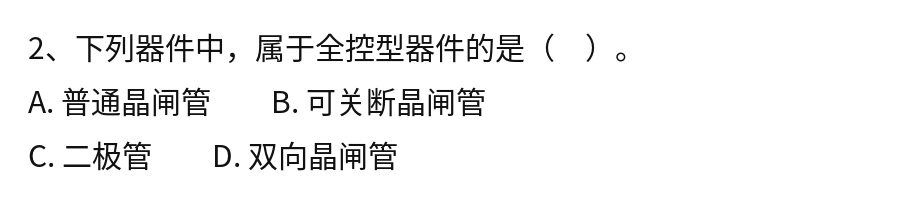 2、下列器件中，属于全控型器件的是（　）。
A. 普通晶闸管　　B. 可关断晶闸管
C. 二极管　　D. 双向晶闸管